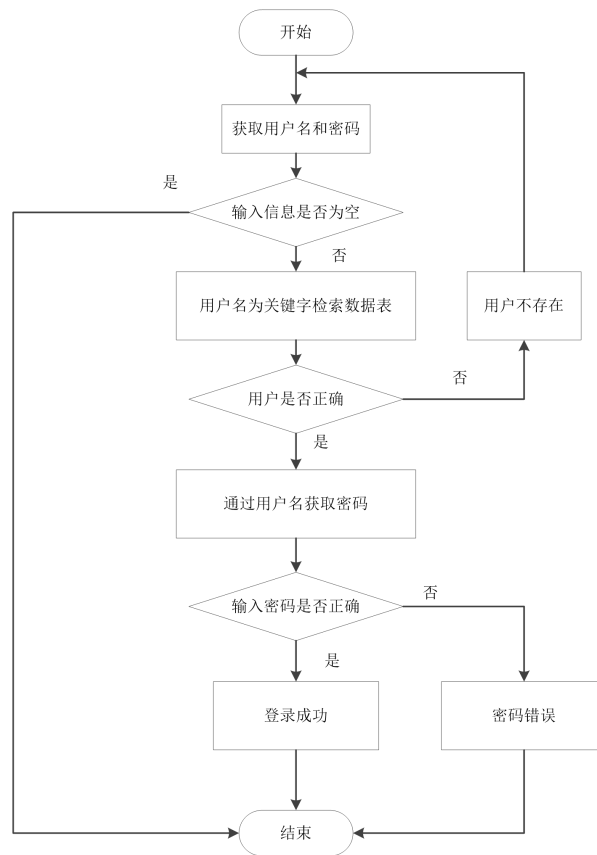 开始
获取用户名和密码
是
输入信息是否为空
否
用户名为关键字检索数据表
用户不存在
用户是否正确
否
是
通过用户名获取密码
输入密码是否正确
否
是
登录成功
密码错误
结束